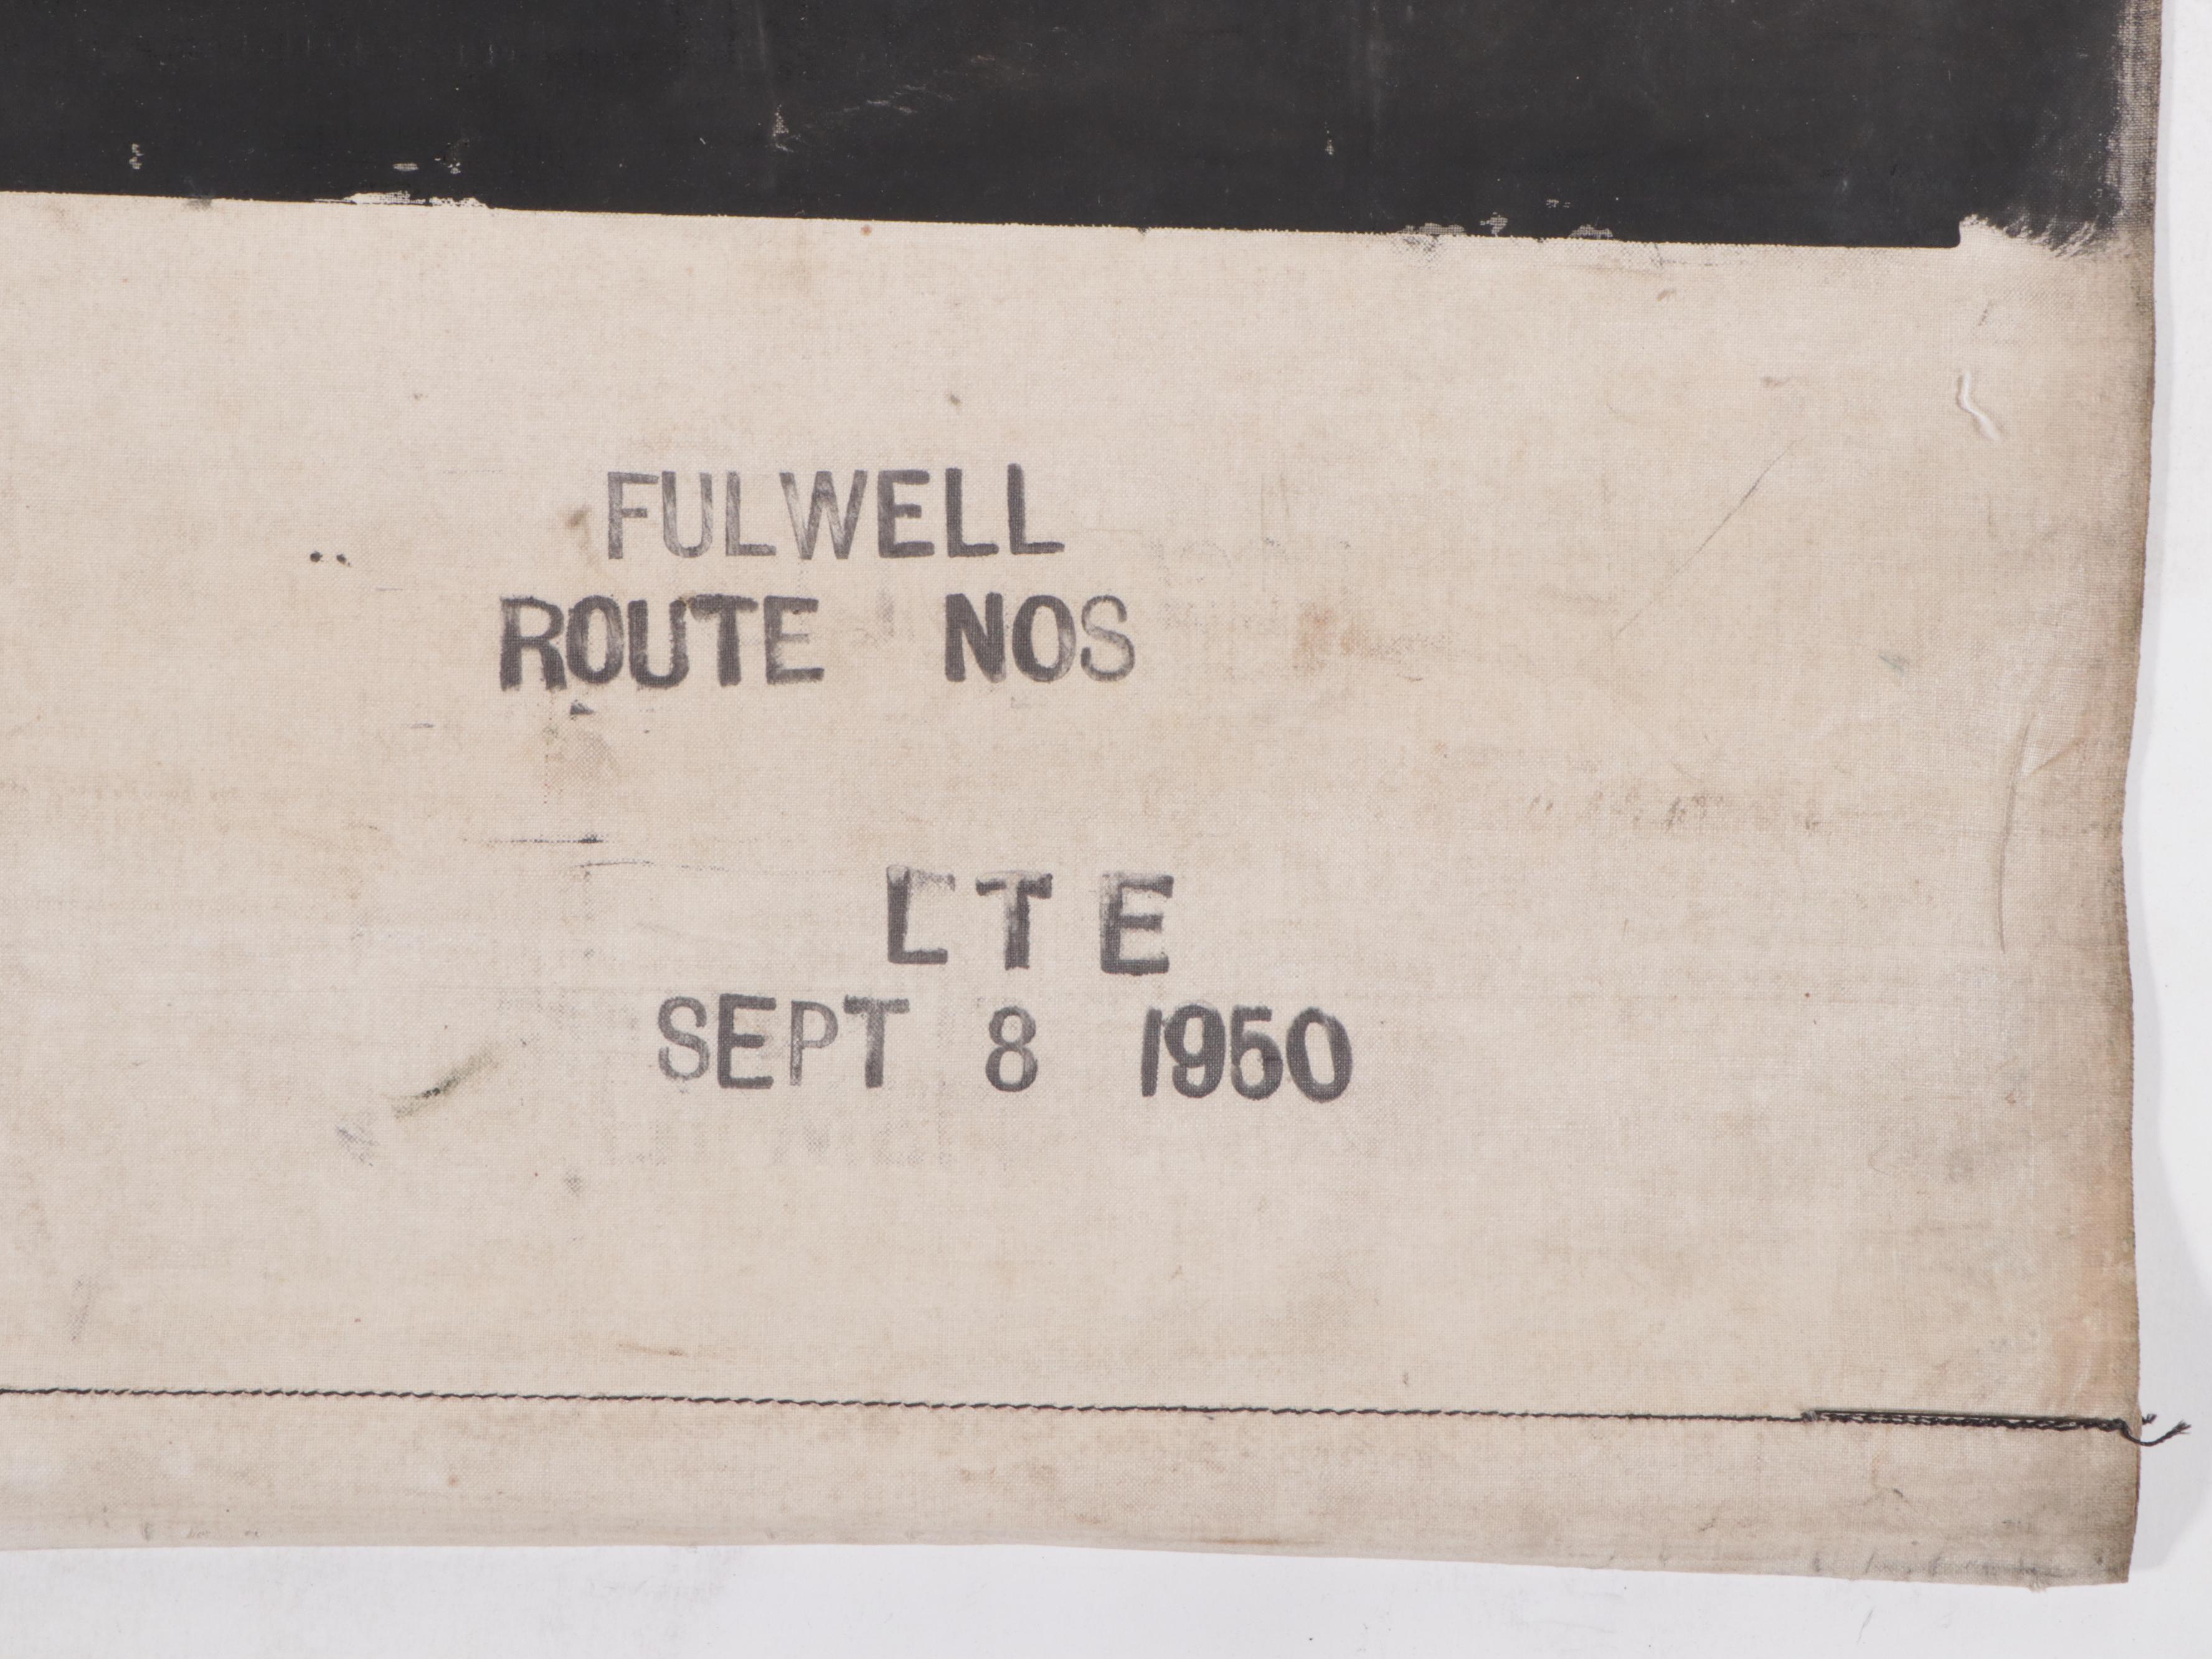 FULWELL
ROUTE NOS
LTE
SEPT 8 1950